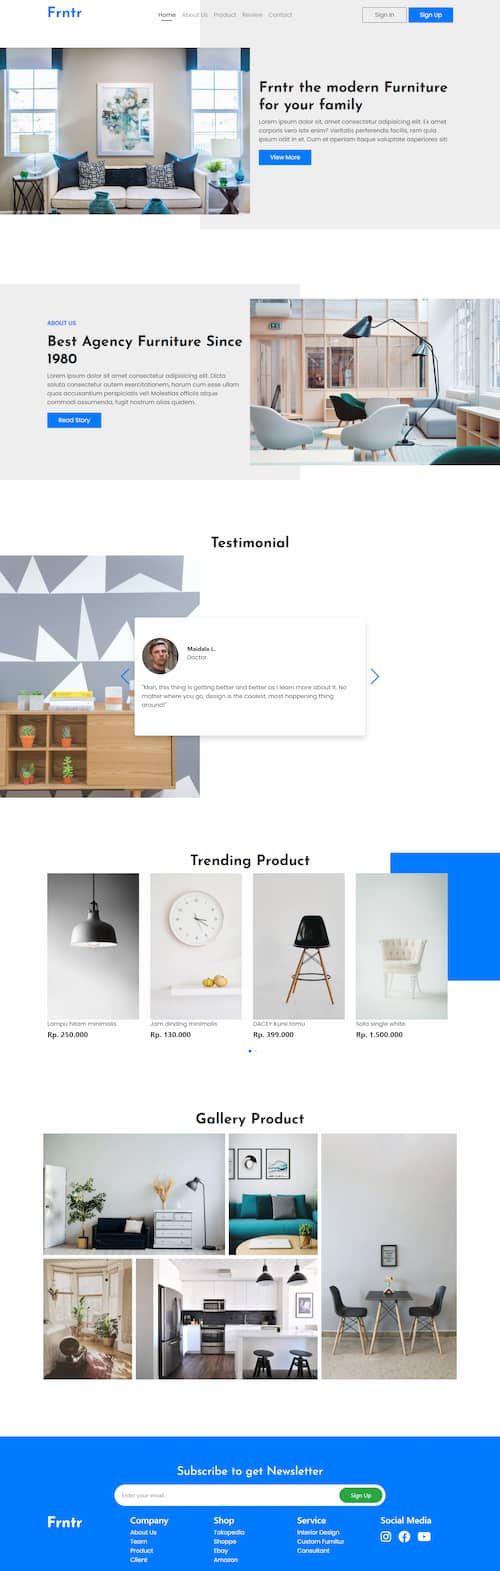 Frntr
Home About Us Product Review Contact
Sign In Sign Up
Frntr the modern Furniture
for your family
Lorem ipsum dolor sit, amet consectetur adipisicing elit. Ex amet
corporis vero iste enim? Veritatis perferendis facilis, rem quia
ipsum odit in et. Cum et aperiam itaque voluptate asperiores sit!
View More
ABOUT US
Best Agency Furniture Since
1980
Lorem ipsum dolor sit amet consectetur adipisicing elit. Dicta
soluta consectetur autem exercitationem, harum cum esse ullam
quas accusantium perspiciatis vel! Molestias officiis atque
commodi assumenda, fugit nostrum alias quidem.
Read Story
Testimonial
Maidala L.
Doctor
"Man, this thing is getting better and better as I learn more about it. No
matter where you go, design is the coolest, most happening thing
around!"
Trending Product
Lampu hitam minimalis
Rp. 250.000
Jam dinding minimalis
Rp. 130.000
DACEY Kursi tamu
Rp. 399.000
Sofa single white
Rp. 1.500.000
Gallery Product
Subscribe to get Newsletter
Enter your email
Sign Up
Frntr
Company
About Us
Team
Product
Client
Shop
Tokopedia
Shoppe
Ebay
Amazon
Service
Interior Design
Custom Furnitur
Consultant
Social Media